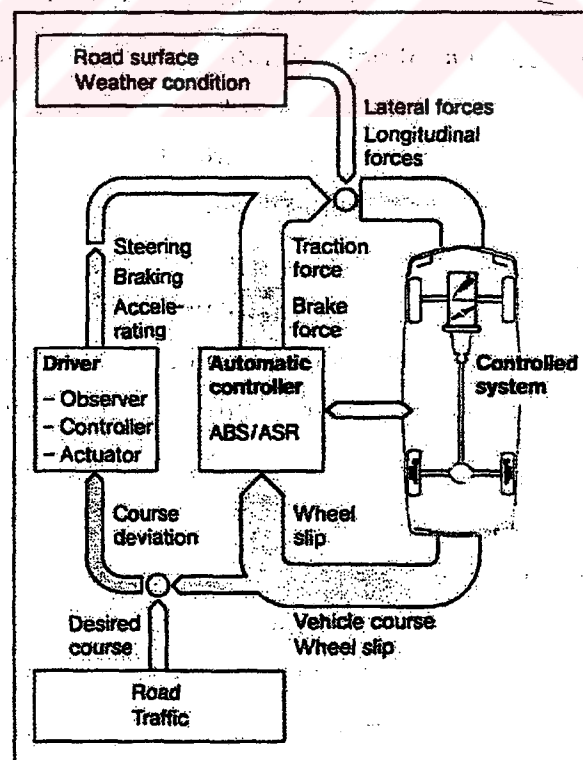 Road surface
Weather condition
Lateral forces
Longitudinal
forces
Steering
Braking
Accele-
rating
Traction
force
Brake
force
Driver
– Observer
– Controller
– Actuator
Automatic
controller
ABS/ASR
Controlled
system
Course
deviation
Wheel
slip
Desired
course
Vehicle course
Wheel slip
Road
Traffic